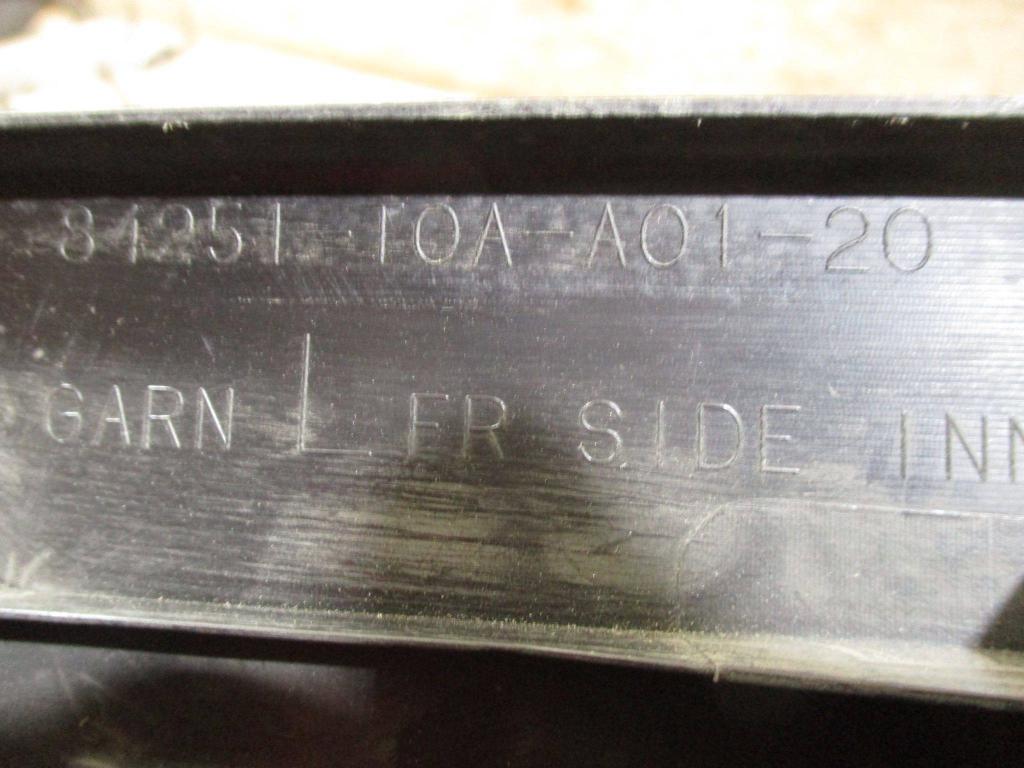 84251-T0A-A01-20
GARN L FR SIDE INN